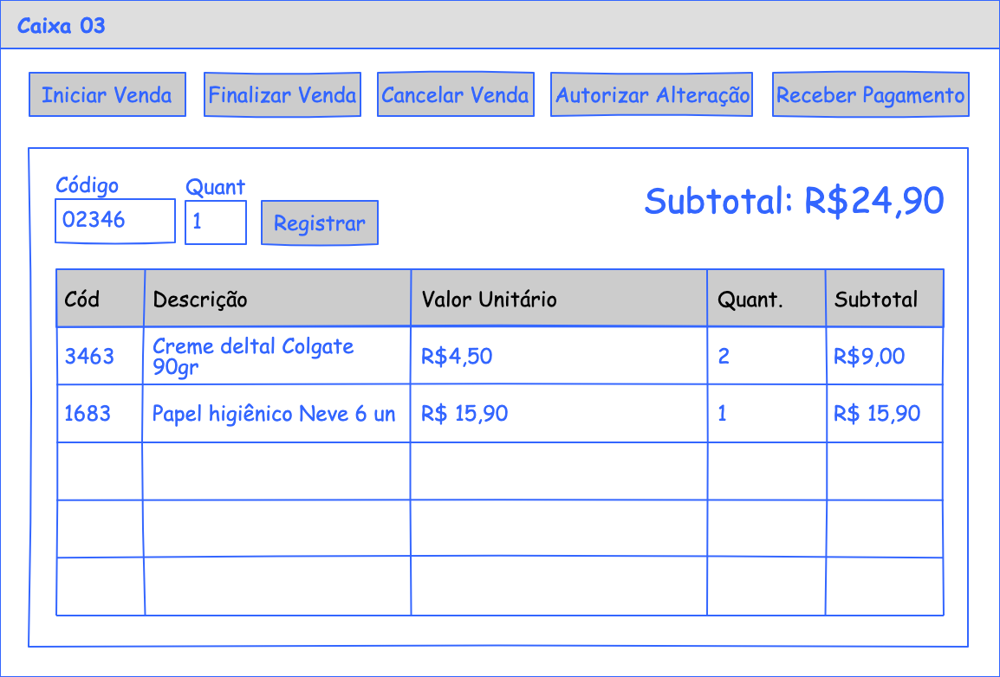 Caixa 03
Iniciar Venda
Finalizar Venda
Cancelar Venda
Autorizar Alteração
Receber Pagamento
Código
Quant
02346
1
Registrar
Subtotal: R$24,90
Cód
Descrição
Valor Unitário
Quant.
Subtotal
3463
Creme deltal Colgate
90gr
R$4,50
2
R$9,00
1683
Papel higiênico Neve 6 un
R$ 15,90
1
R$ 15,90